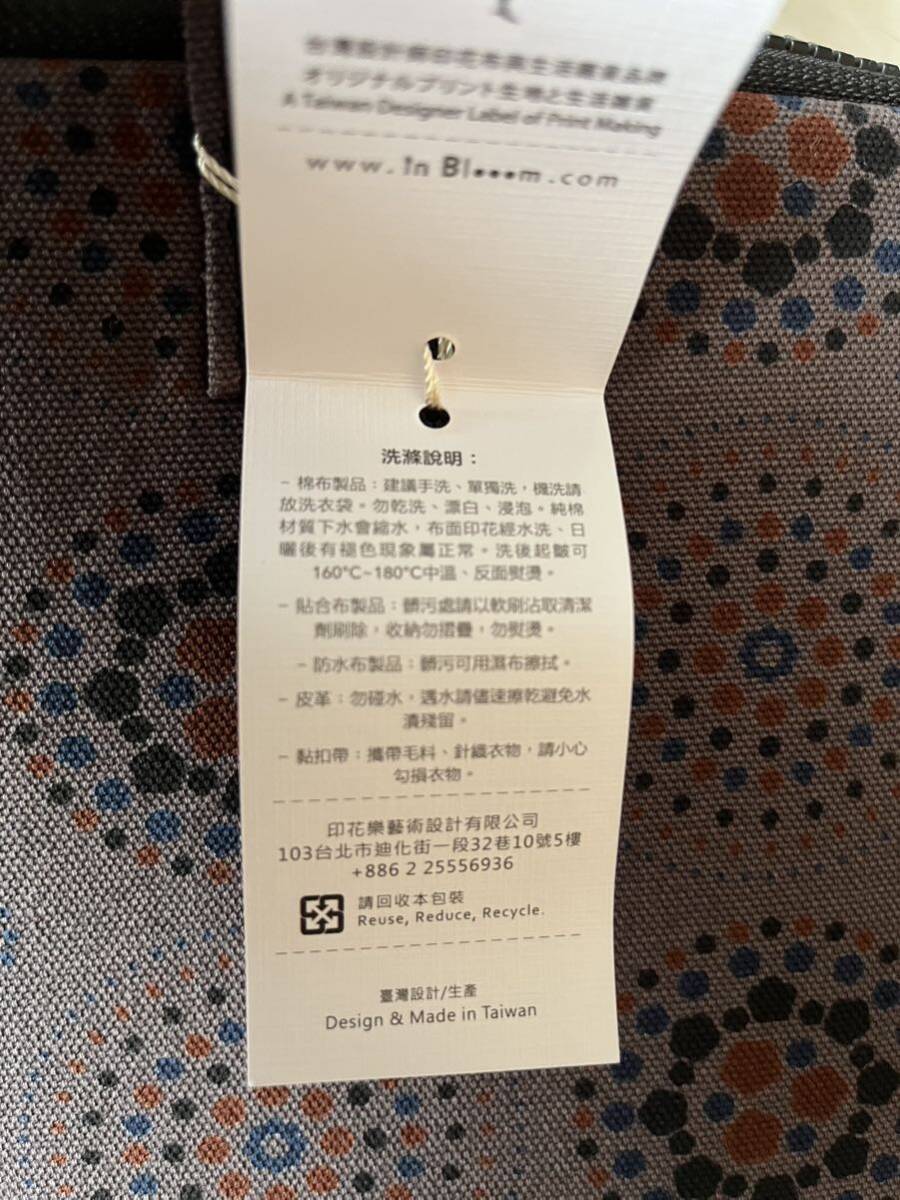 台灣設計師印花布與生活雜貨品牌
オリジナルプリント生地と生活雑貨
A Taiwan Designer Label of Print Making
www.In Bl•••m.com
洗滌說明：
- 棉布製品：建議手洗、單獨洗，機洗請
放洗衣袋。勿乾洗、漂白、浸泡。純棉
材質下水會縮水，布面印花經水洗、日
曬後有褪色現象屬正常。洗後起皺可
160°C~180°C中溫、反面熨燙。
- 貼合布製品：髒污處請以軟刷沾取清潔
劑刷除，收納勿摺疊，勿熨燙。
- 防水布製品：髒污可用濕布擦拭。
- 皮革：勿碰水，遇水請儘速擦乾避免水
漬殘留。
- 黏扣帶：攜帶毛料、針織衣物，請小心
勾損衣物。
印花樂藝術設計有限公司
103台北市迪化街一段32巷10號5樓
+886 2 25556936
請回收本包裝
Reuse, Reduce, Recycle.
臺灣設計/生產
Design & Made in Taiwan